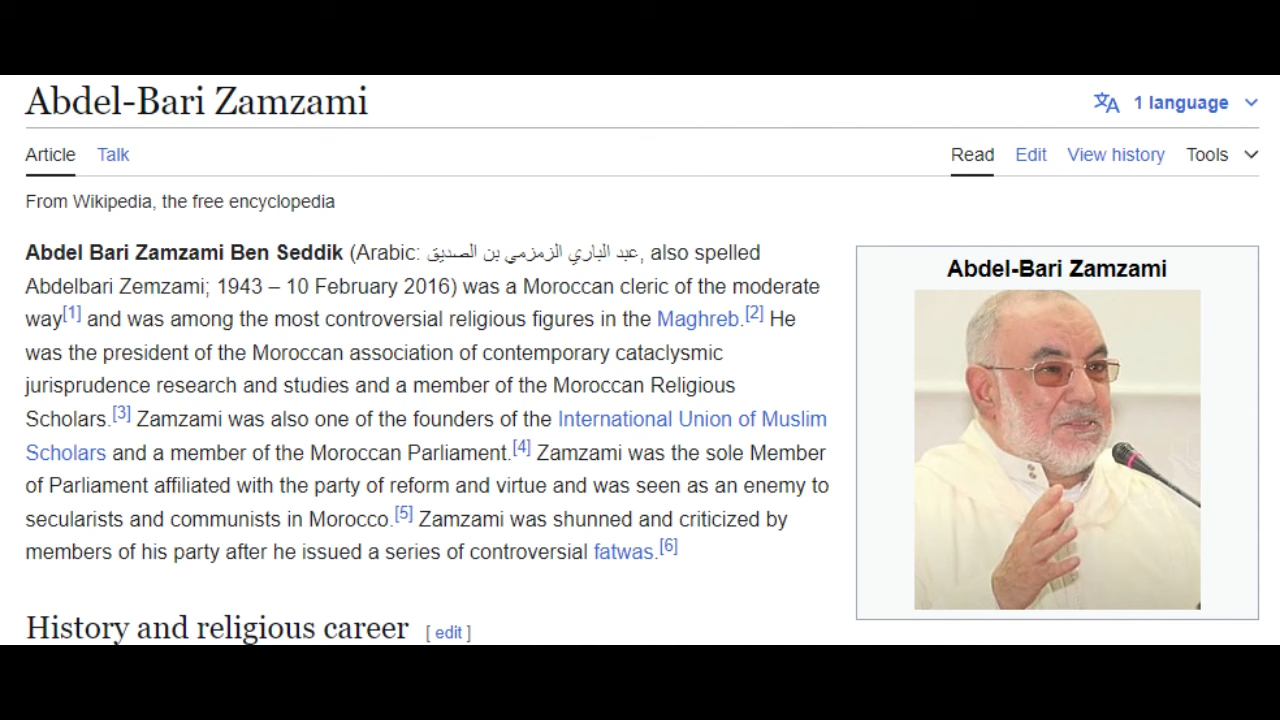 Abdel-Bari Zamzami
1 language
Article Talk
Read Edit View history Tools
From Wikipedia, the free encyclopedia
Abdel Bari Zamzami Ben Seddik (Arabic: عبد الباري الزمزمي بن الصديق, also spelled
Abdelbari Zemzami; 1943 – 10 February 2016) was a Moroccan cleric of the moderate
way[1] and was among the most controversial religious figures in the Maghreb.[2] He
was the president of the Moroccan association of contemporary cataclysmic
jurisprudence research and studies and a member of the Moroccan Religious
Scholars.[3] Zamzami was also one of the founders of the International Union of Muslim
Scholars and a member of the Moroccan Parliament.[4] Zamzami was the sole Member
of Parliament affiliated with the party of reform and virtue and was seen as an enemy to
secularists and communists in Morocco.[5] Zamzami was shunned and criticized by
members of his party after he issued a series of controversial fatwas.[6]
Abdel-Bari Zamzami
History and religious career [ edit ]